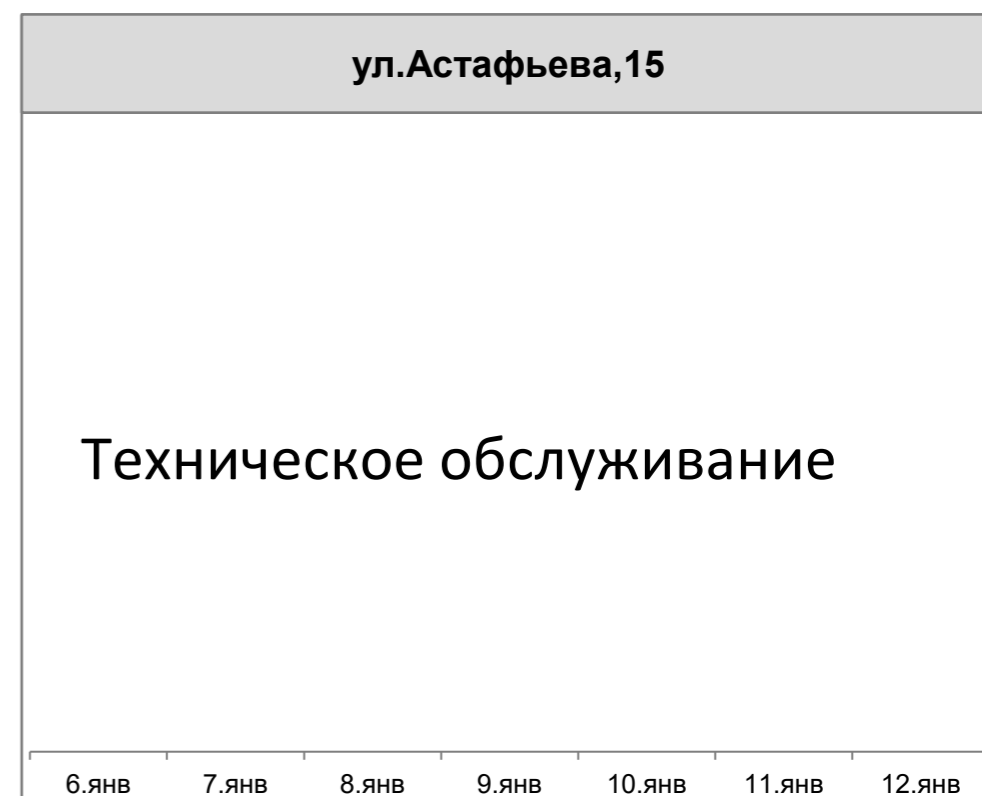 ул.Астафьева,15
Техническое обслуживание
6.янв 7.янв 8.янв 9.янв 10.янв 11.янв 12.янв